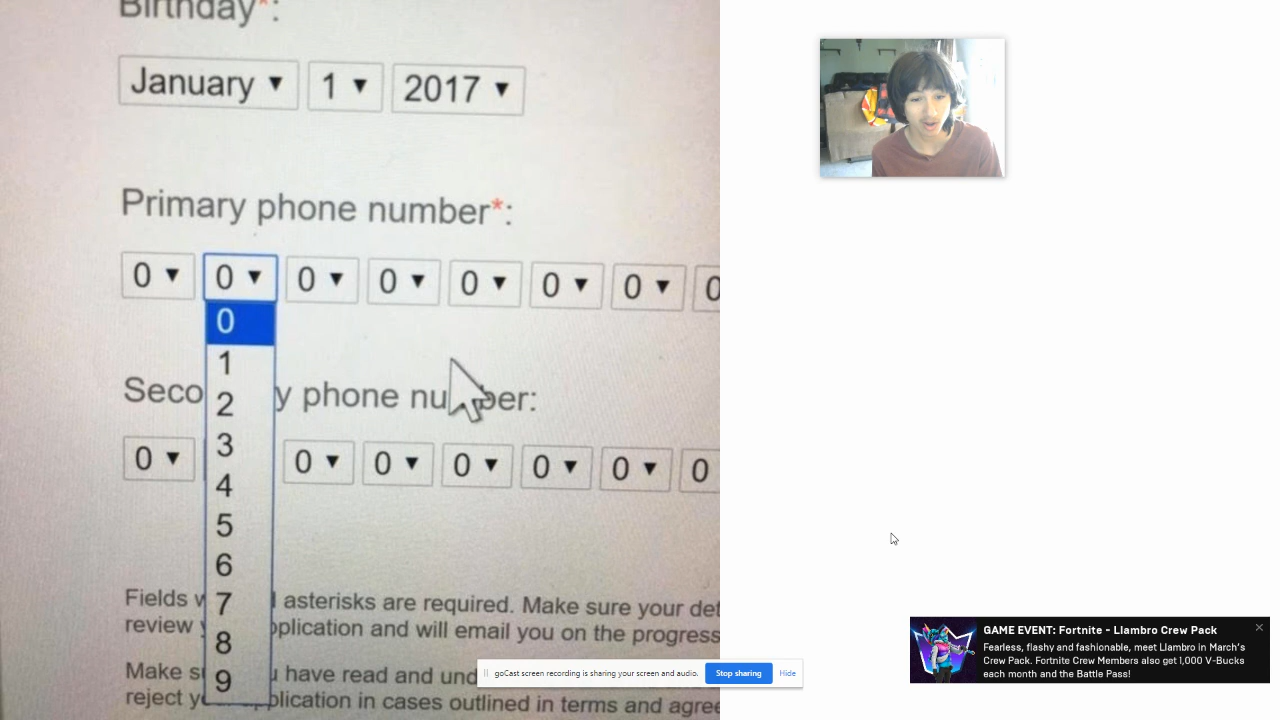 Birthday*:
January ▼ 1 ▼ 2017 ▼
Primary phone number*:
0 ▼ 0 ▼ 0 ▼ 0 ▼ 0 ▼ 0 ▼ 0 ▼ 0
0
1
2
3
4
5
6
7
8
9
Seco y phone nu ber:
0 ▼ 0 ▼ 0 ▼ 0 ▼ 0 ▼ 0 ▼ 0
Fields asterisks are required. Make sure your det
review plication and will email you on the progress
Make s have read and und
reject y plication in cases outlined in terms and agree
goCast screen recording is sharing your screen and audio. Stop sharing Hide
GAME EVENT: Fortnite - Llambro Crew Pack
Fearless, flashy and fashionable, meet Llambro in March's
Crew Pack. Fortnite Crew Members also get 1,000 V-Bucks
each month and the Battle Pass!